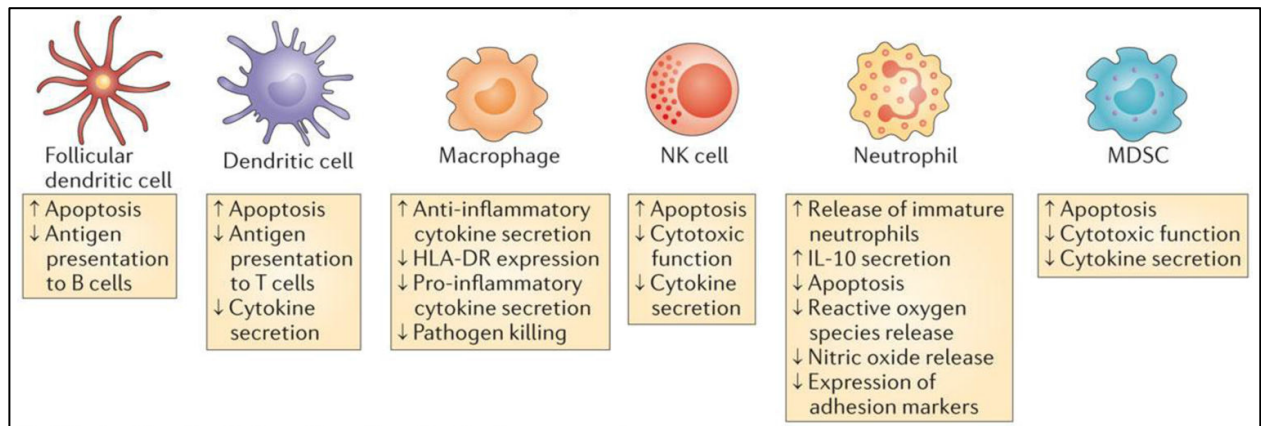 Follicular
dendritic cell
↑ Apoptosis
↓ Antigen
presentation
to B cells
Dendritic cell
↑ Apoptosis
↓ Antigen
presentation
to T cells
↓ Cytokine
secretion
Macrophage
↑ Anti-inflammatory
cytokine secretion
↓ HLA-DR expression
↓ Pro-inflammatory
cytokine secretion
↓ Pathogen killing
NK cell
↑ Apoptosis
↓ Cytotoxic
function
↓ Cytokine
secretion
Neutrophil
↑ Release of immature
neutrophils
↑ IL-10 secretion
↓ Apoptosis
↓ Reactive oxygen
species release
↓ Nitric oxide release
↓ Expression of
adhesion markers
MDSC
↑ Apoptosis
↓ Cytotoxic function
↓ Cytokine secretion